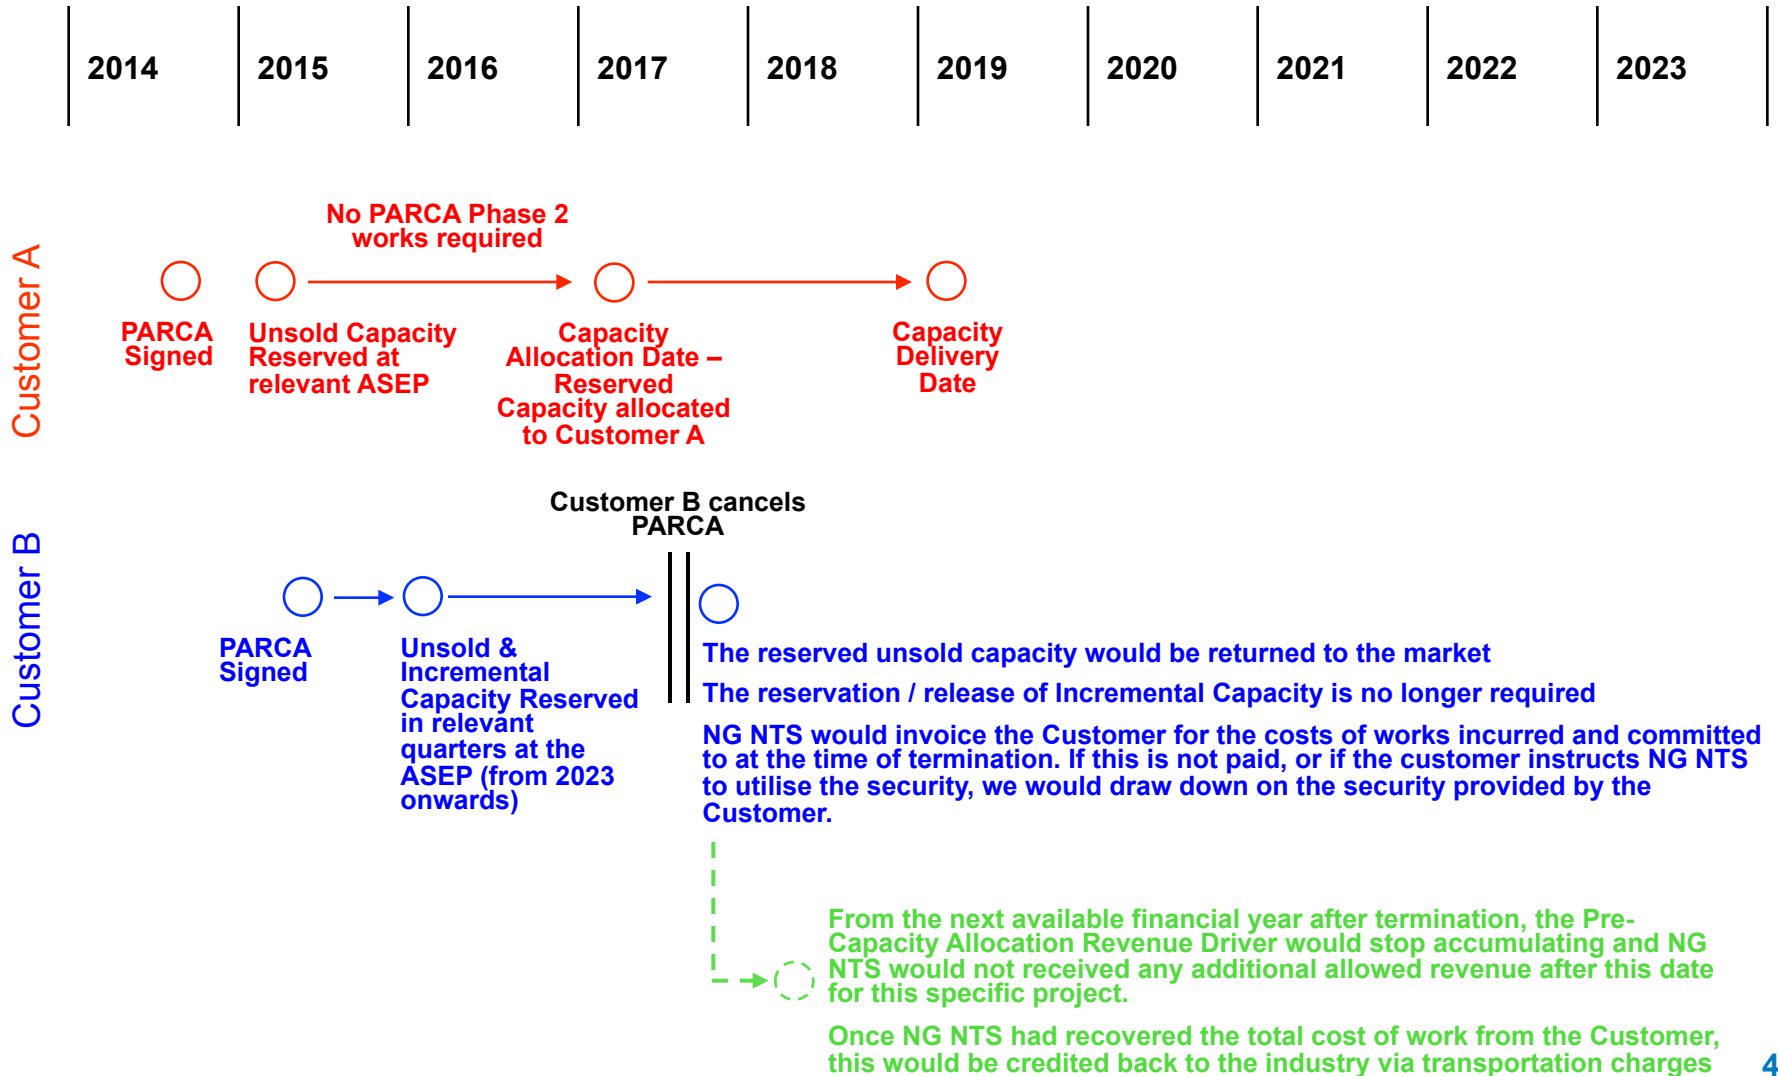 2014
2015
2016
2017
2018
2019
2020
2021
2022
2023
Customer A
No PARCA Phase 2
works required
PARCA
Signed
Unsold Capacity
Reserved at
relevant ASEP
Capacity
Allocation Date –
Reserved
Capacity allocated
to Customer A
Capacity
Delivery
Date
Customer B
Customer B cancels
PARCA
PARCA
Signed
Unsold &
Incremental
Capacity Reserved
in relevant
quarters at the
ASEP (from 2023
onwards)
The reserved unsold capacity would be returned to the market
The reservation / release of Incremental Capacity is no longer required
NG NTS would invoice the Customer for the costs of works incurred and committed
to at the time of termination. If this is not paid, or if the customer instructs NG NTS
to utilise the security, we would draw down on the security provided by the
Customer.
From the next available financial year after termination, the Pre-
Capacity Allocation Revenue Driver would stop accumulating and NG
NTS would not received any additional allowed revenue after this date
for this specific project.
Once NG NTS had recovered the total cost of work from the Customer,
this would be credited back to the industry via transportation charges
4